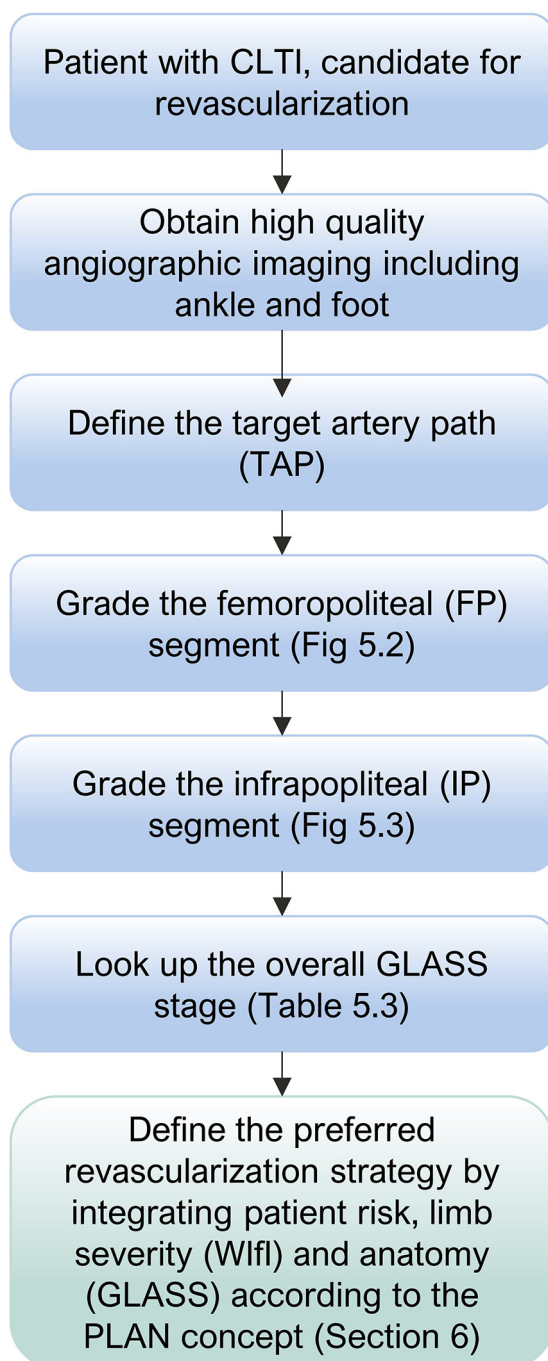 Patient with CLTI, candidate for
revascularization
Obtain high quality
angiographic imaging including
ankle and foot
Define the target artery path
(TAP)
Grade the femoropoliteal (FP)
segment (Fig 5.2)
Grade the infrapopliteal (IP)
segment (Fig 5.3)
Look up the overall GLASS
stage (Table 5.3)
Define the preferred
revascularization strategy by
integrating patient risk, limb
severity (WIfI) and anatomy
(GLASS) according to the
PLAN concept (Section 6)